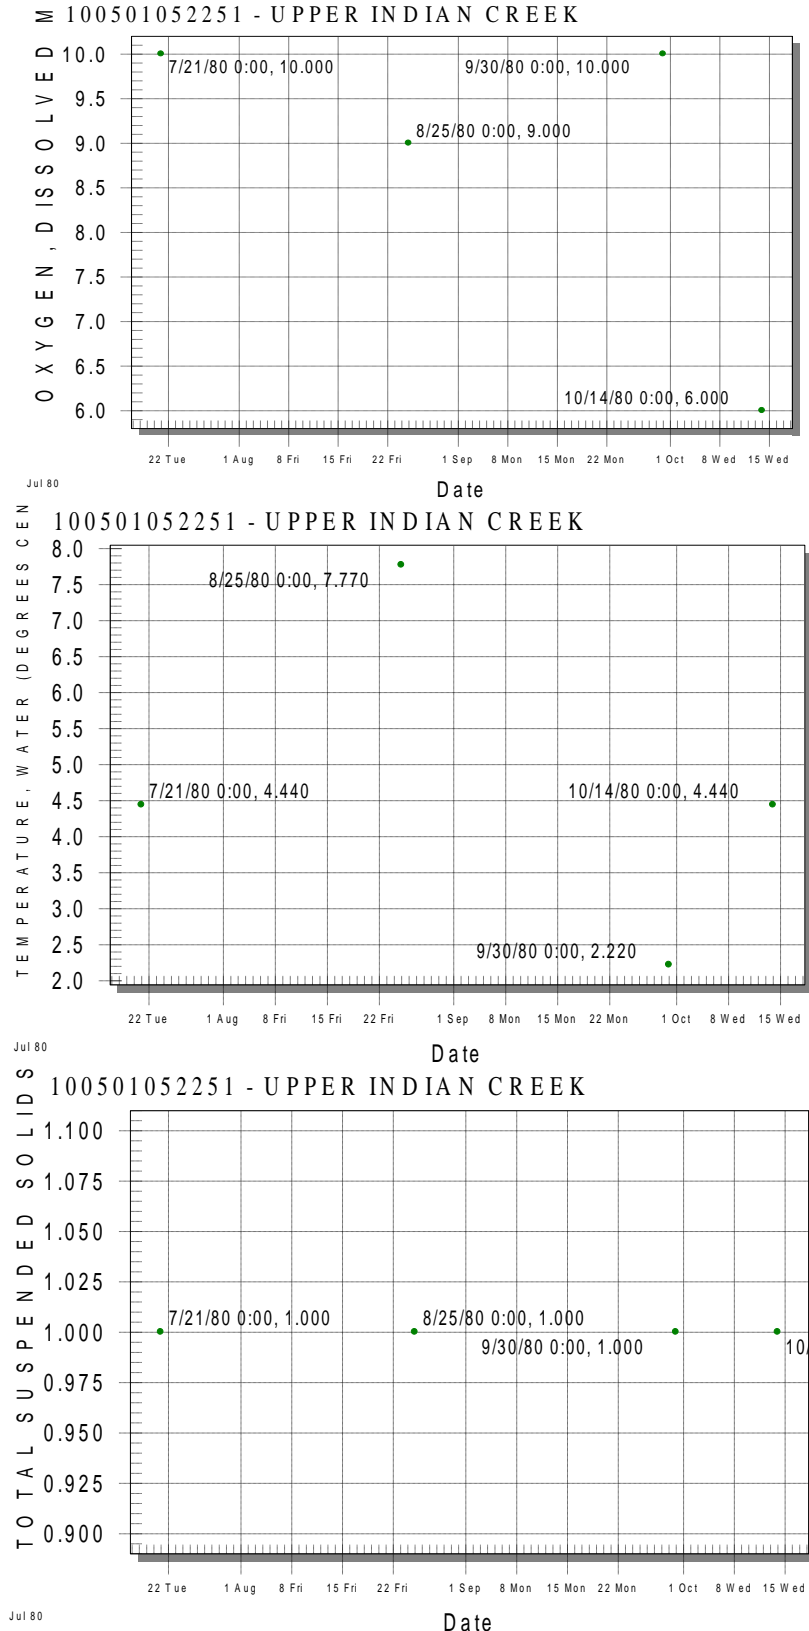 100501052251 - UPPER INDIAN CREEK
OXYGEN, DISSOLVED M
10.0
9.5
9.0
8.5
8.0
7.5
7.0
6.5
6.0
7/21/80 0:00, 10.000
9/30/80 0:00, 10.000
8/25/80 0:00, 9.000
10/14/80 0:00, 6.000
22 Tue 1 Aug 8 Fri 15 Fri 22 Fri 1 Sep 8 Mon 15 Mon 22 Mon 1 Oct 8 Wed 15 Wed
Jul 80
Date
100501052251 - UPPER INDIAN CREEK
TEMPERATURE, WATER (DEGREES CEN
8.0
7.5
7.0
6.5
6.0
5.5
5.0
4.5
4.0
3.5
3.0
2.5
2.0
8/25/80 0:00, 7.770
7/21/80 0:00, 4.440
10/14/80 0:00, 4.440
9/30/80 0:00, 2.220
22 Tue 1 Aug 8 Fri 15 Fri 22 Fri 1 Sep 8 Mon 15 Mon 22 Mon 1 Oct 8 Wed 15 Wed
Jul 80
Date
100501052251 - UPPER INDIAN CREEK
TOTAL SUSPENDED SOLIDS
1.100
1.075
1.050
1.025
1.000
0.975
0.950
0.925
0.900
7/21/80 0:00, 1.000
8/25/80 0:00, 1.000
9/30/80 0:00, 1.000
10/
22 Tue 1 Aug 8 Fri 15 Fri 22 Fri 1 Sep 8 Mon 15 Mon 22 Mon 1 Oct 8 Wed 15 Wed
Jul 80
Date